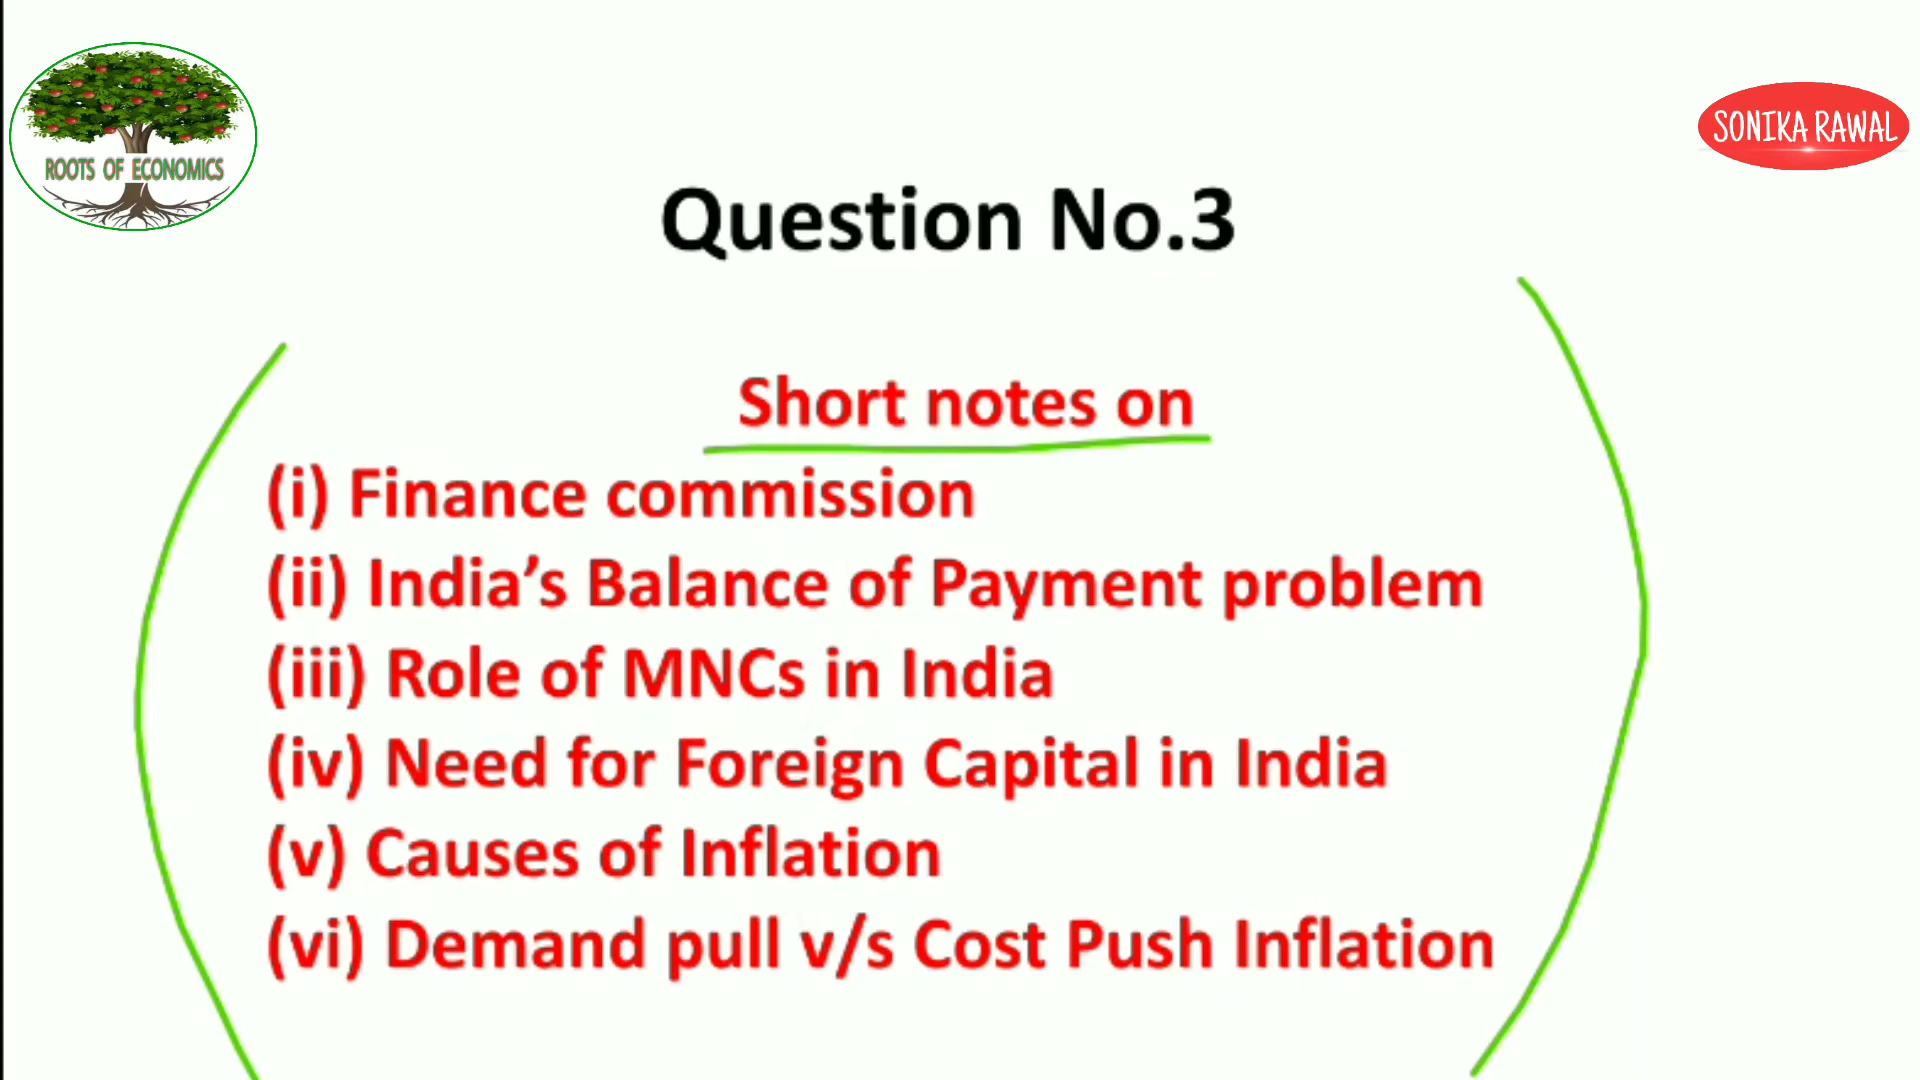 ROOTS OF ECONOMICS
SONIKA RAWAL
Question No.3
Short notes on
(i) Finance commission
(ii) India’s Balance of Payment problem
(iii) Role of MNCs in India
(iv) Need for Foreign Capital in India
(v) Causes of Inflation
(vi) Demand pull v/s Cost Push Inflation